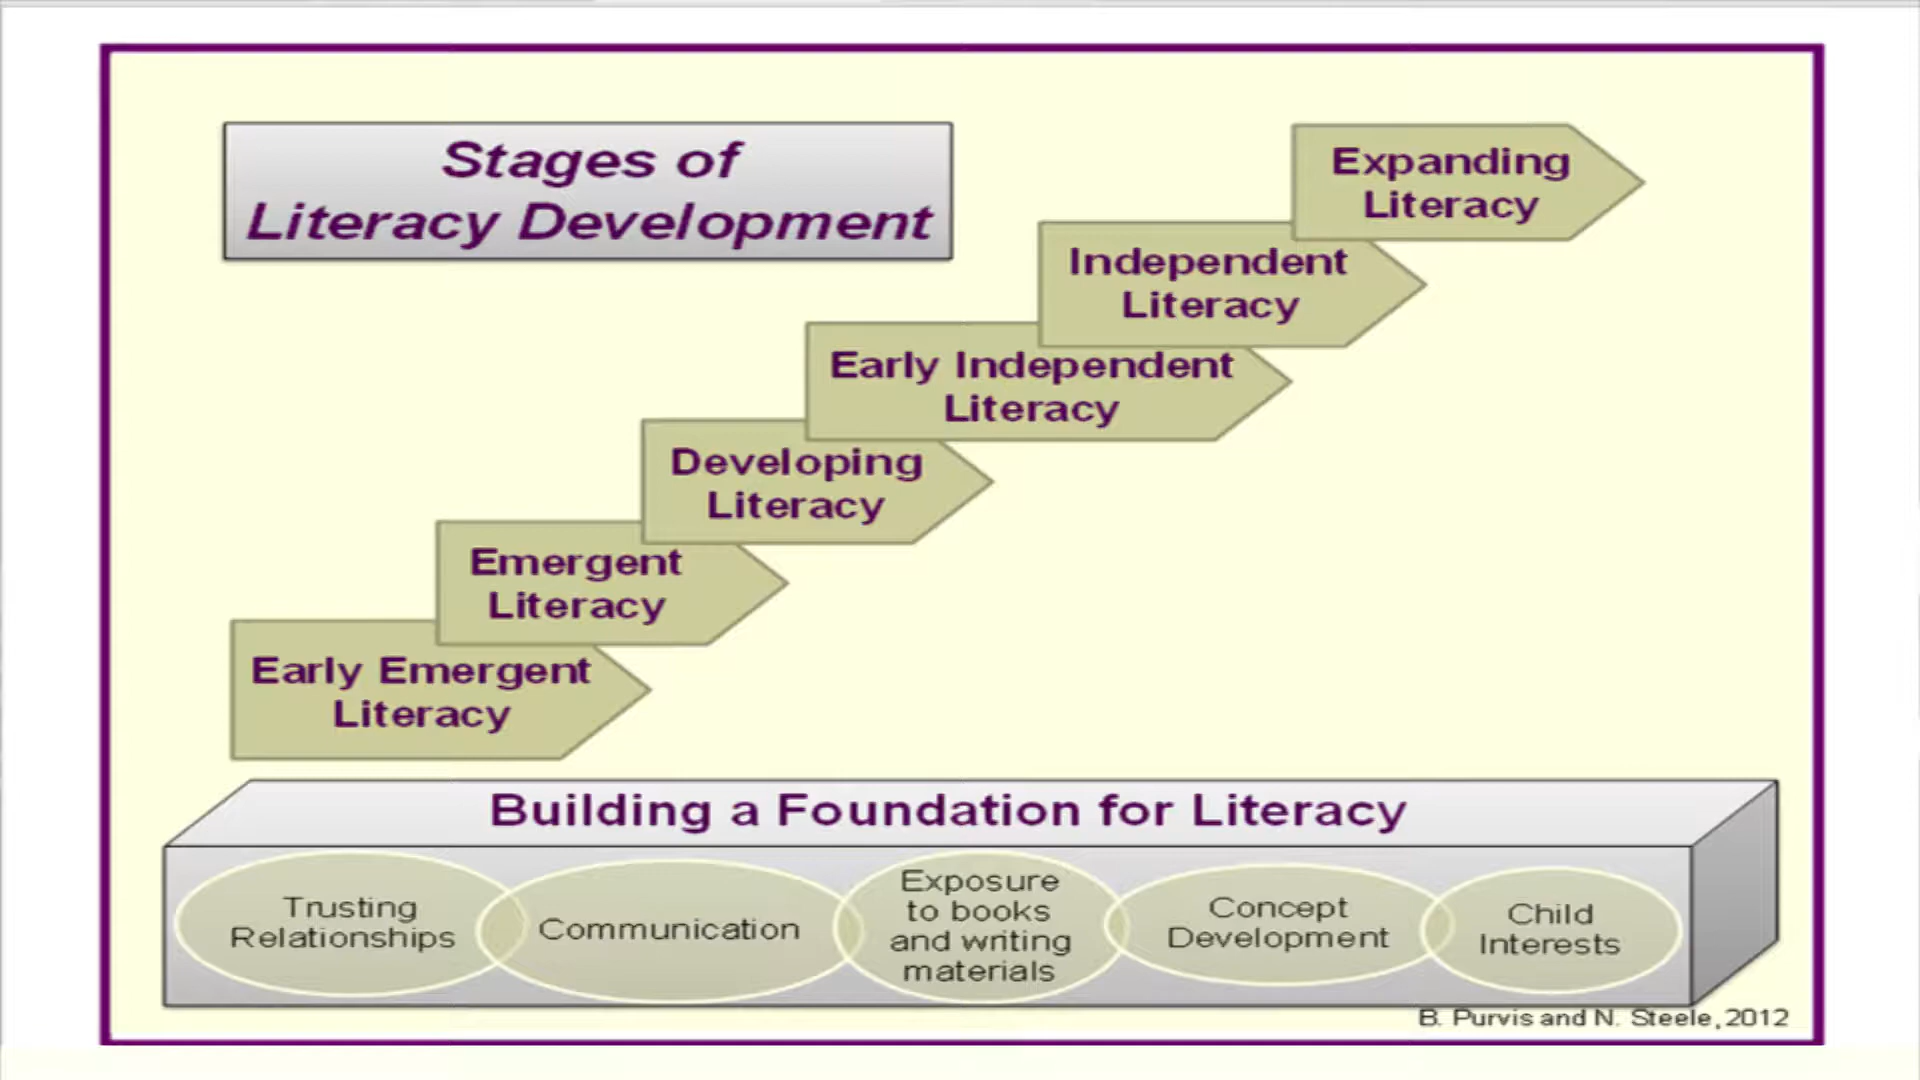 Stages of
Literacy Development
Expanding
Literacy
Independent
Literacy
Early Independent
Literacy
Developing
Literacy
Emergent
Literacy
Early Emergent
Literacy
Building a Foundation for Literacy
Trusting
Relationships
Communication
Exposure
to books
and writing
materials
Concept
Development
Child
Interests
B. Purvis and N. Steele, 2012